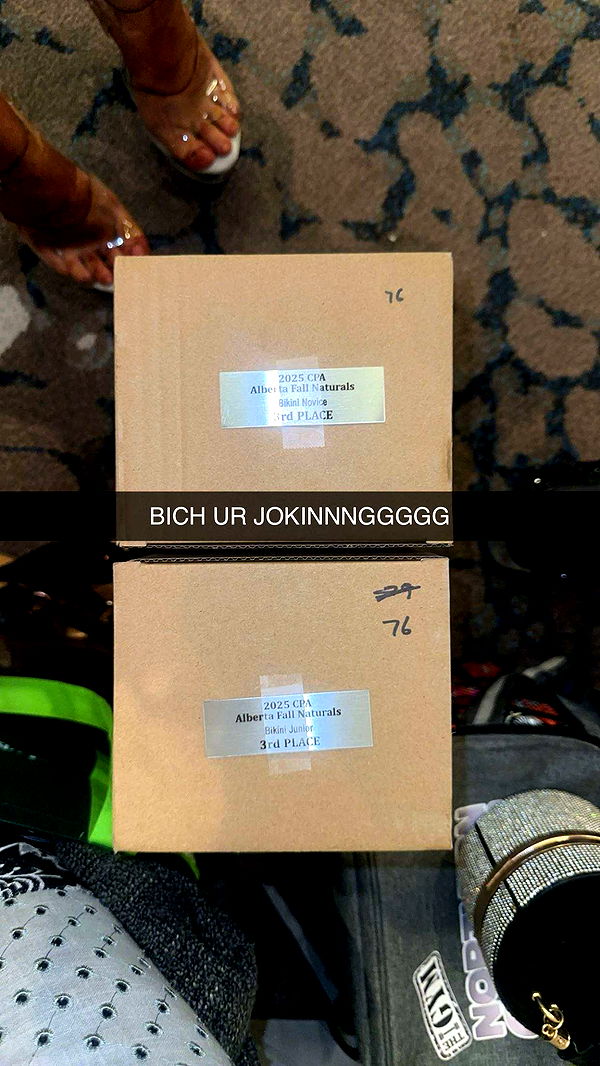 76
2025 CPA
Alberta Fall Naturals
Bikini Novice
3rd PLACE
BICH UR JOKINNNGGGGG
76
2025 CPA
Alberta Fall Naturals
Bikini Junior
3rd PLACE
GYM